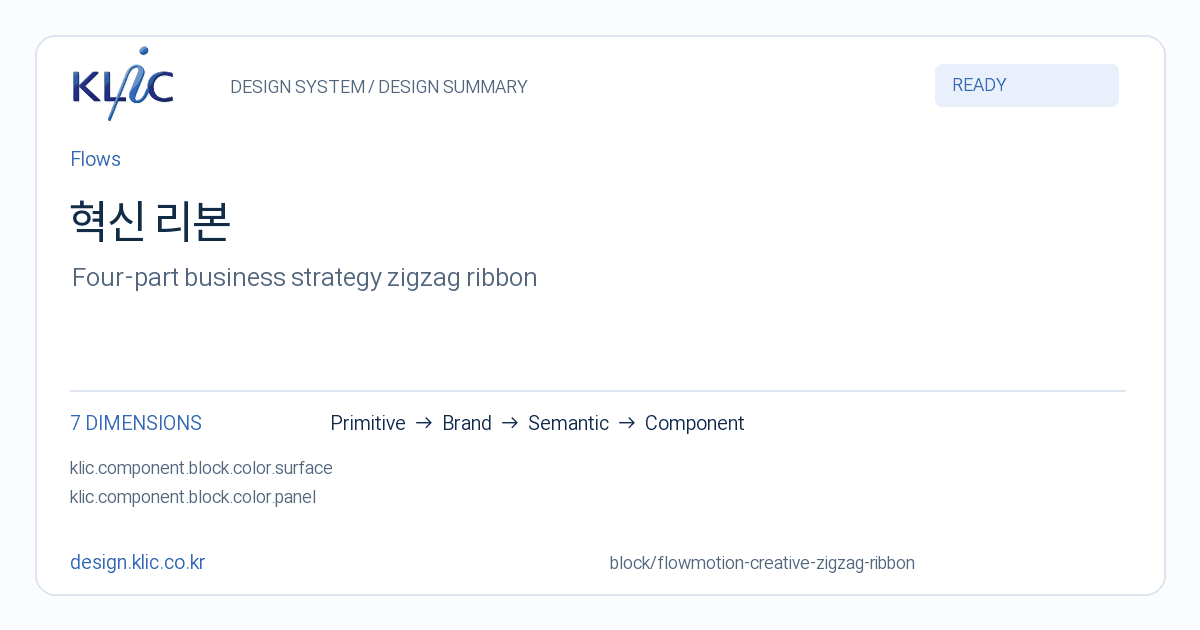 KLiC
DESIGN SYSTEM / DESIGN SUMMARY
READY
Flows
혁신 리본
Four-part business strategy zigzag ribbon
7 DIMENSIONS
Primitive → Brand → Semantic → Component
klic.component.block.color.surface
klic.component.block.color.panel
design.klic.co.kr
block/flowmotion-creative-zigzag-ribbon